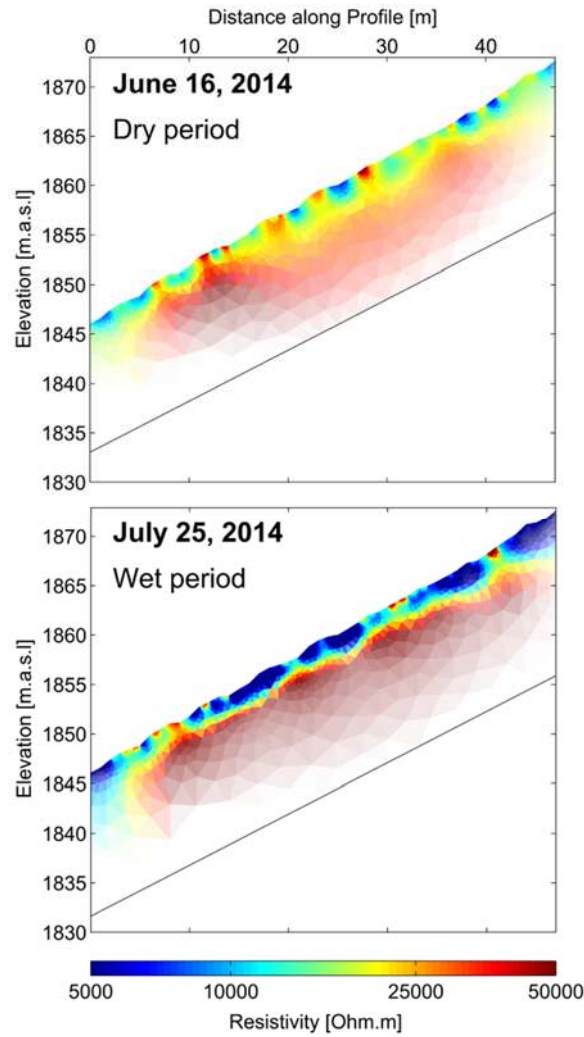 Distance along Profile [m]
0 10 20 30 40
June 16, 2014
Dry period
Elevation [m.a.s.l]
1870
1865
1860
1855
1850
1845
1840
1835
1830
July 25, 2014
Wet period
Elevation [m.a.s.l]
1870
1865
1860
1855
1850
1845
1840
1835
1830
5000 10000 25000 50000
Resistivity [Ohm.m]